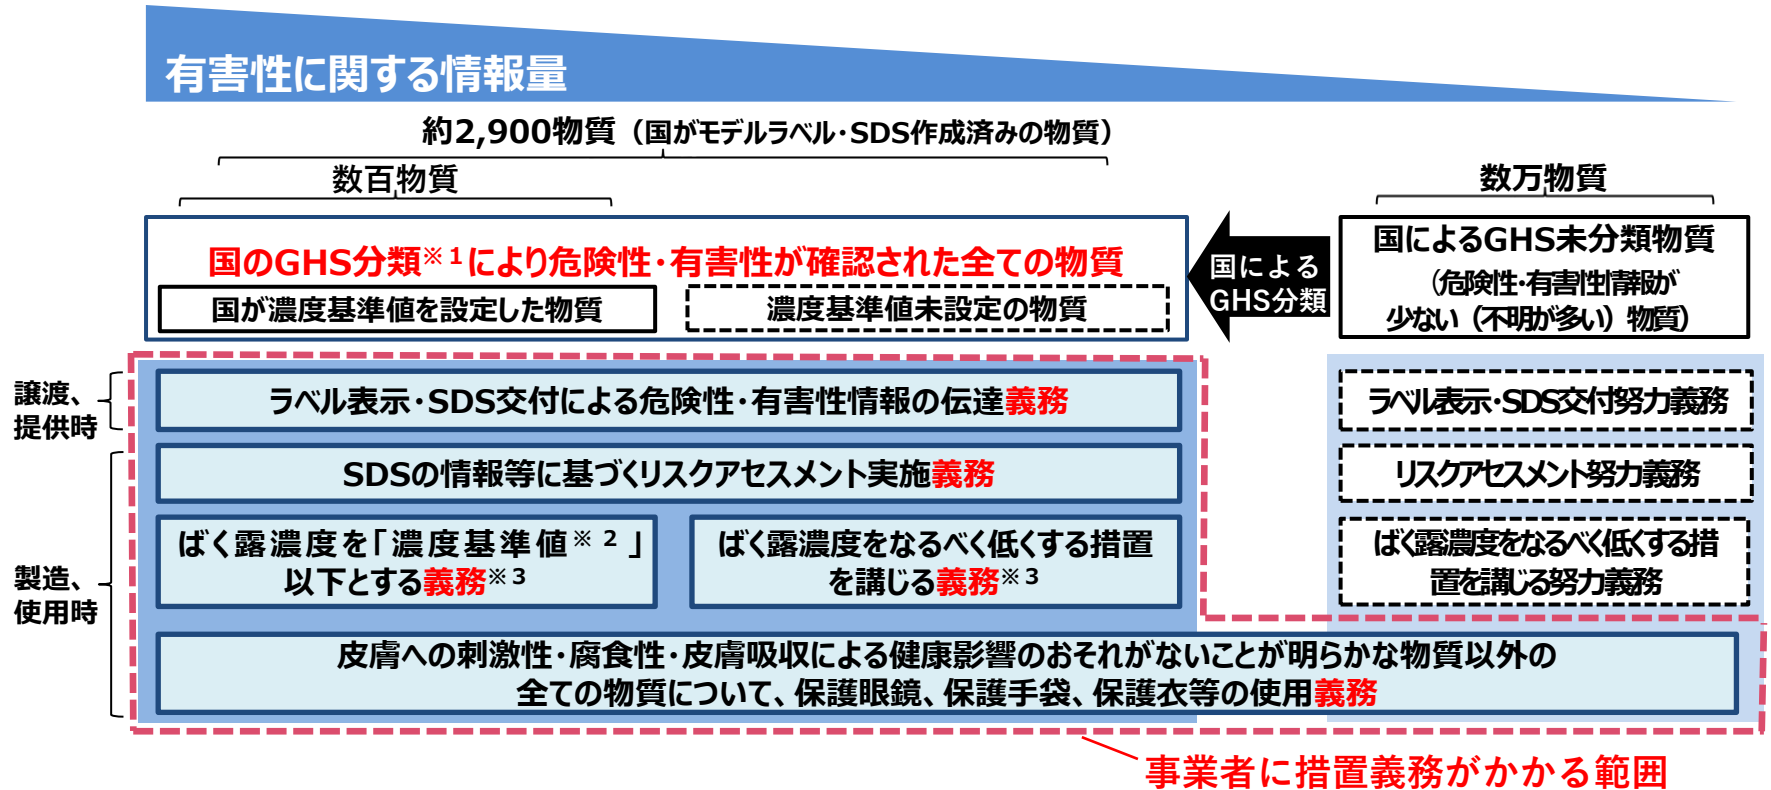 有害性に関する情報量
約2,900物質（国がモデルラベル・SDS作成済みの物質）
数百物質
数万物質
国のGHS分類※1により危険性・有害性が確認された全ての物質
国が濃度基準値を設定した物質
濃度基準値未設定の物質
国による
GHS分類
国によるGHS未分類物質
（危険性・有害性情報が
少ない（不明が多い）物質）
譲渡、
提供時
ラベル表示・SDS交付による危険性・有害性情報の伝達義務
ラベル表示・SDS交付努力義務
製造、
使用時
SDSの情報等に基づくリスクアセスメント実施義務
リスクアセスメント努力義務
ばく露濃度を「濃度基準値※2」
以下とする義務※3
ばく露濃度をなるべく低くする措置
を講じる義務※3
ばく露濃度をなるべく低くする措
置を講じる努力義務
皮膚への刺激性・腐食性・皮膚吸収による健康影響のおそれがないことが明らかな物質以外の
全ての物質について、保護眼鏡、保護手袋、保護衣等の使用義務
事業者に措置義務がかかる範囲